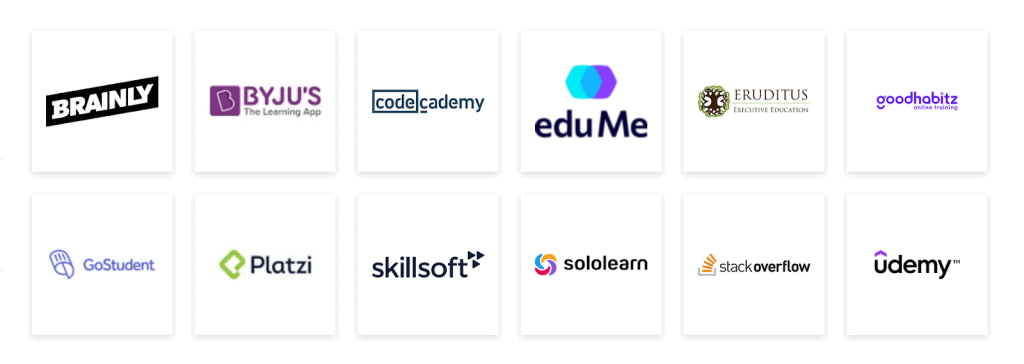 BRAINLY
BYJU'S
The Learning App
codecademy
eduMe
ERUDITUS
EXECUTIVE EDUCATION
goodhabitz
online training
GoStudent
Platzi
skillsoft
sololearn
stackoverflow
udemy™